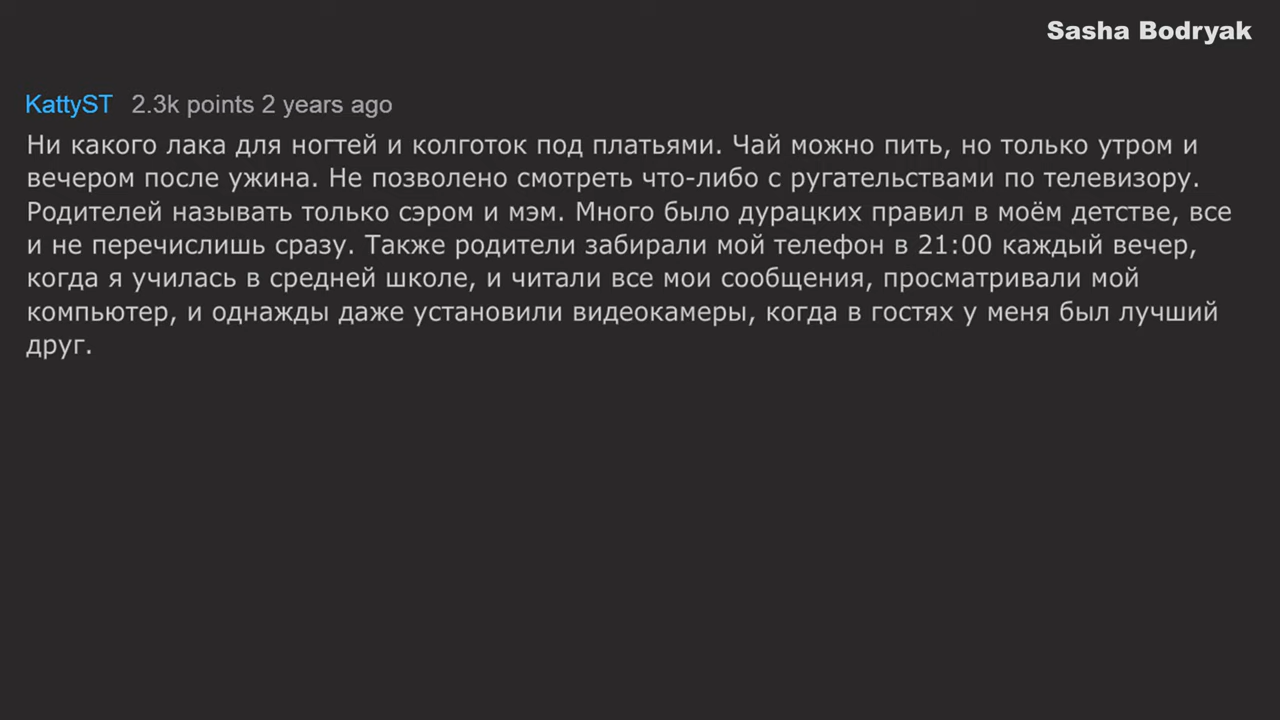 Sasha Bodryak
KattyST 2.3k points 2 years ago
Ни какого лака для ногтей и колготок под платьями. Чай можно пить, но только утром и
вечером после ужина. Не позволено смотреть что-либо с ругательствами по телевизору.
Родителей называть только сэром и мэм. Много было дурацких правил в моём детстве, все
и не перечислишь сразу. Также родители забирали мой телефон в 21:00 каждый вечер,
когда я училась в средней школе, и читали все мои сообщения, просматривали мой
компьютер, и однажды даже установили видеокамеры, когда в гостях у меня был лучший
друг.